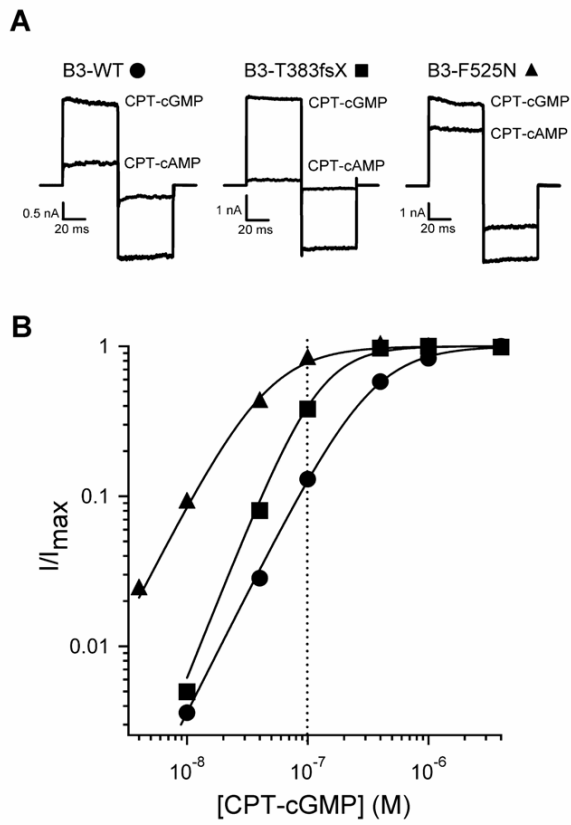 A
B3-WT ● B3-T383fsX ■ B3-F525N ▲
CPT-cGMP CPT-cGMP CPT-cGMP
CPT-cAMP CPT-cAMP CPT-cAMP
0.5 nA 1 nA 1 nA
20 ms 20 ms 20 ms
B
1
0.1
0.01
I/Imax
10⁻⁸ 10⁻⁷ 10⁻⁶
[CPT-cGMP] (M)